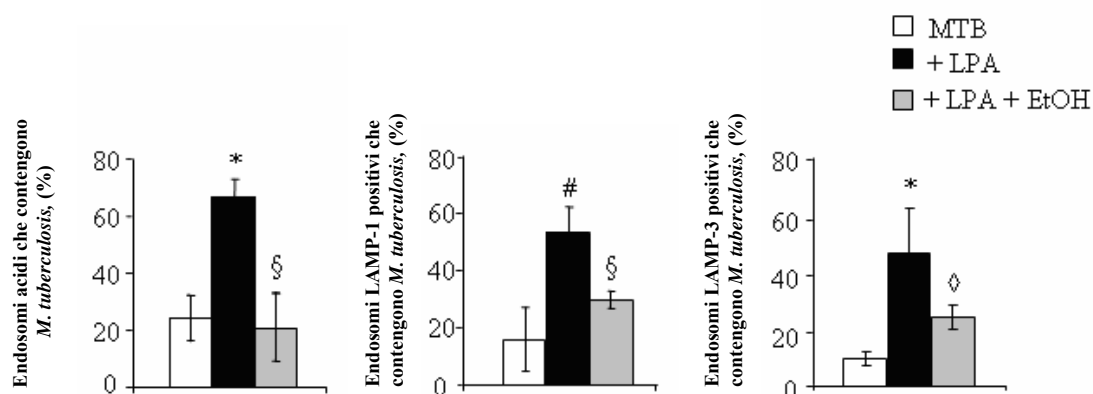 MTB
+ LPA
+ LPA + EtOH
Endosomi acidi che contengono
M. tuberculosis, (%)
80
60
40
20
0
*
§
Endosomi LAMP-1 positivi che
contengono M. tuberculosis, (%)
80
60
40
20
0
#
§
Endosomi LAMP-3 positivi che
contengono M. tuberculosis, (%)
80
60
40
20
0
*
◊